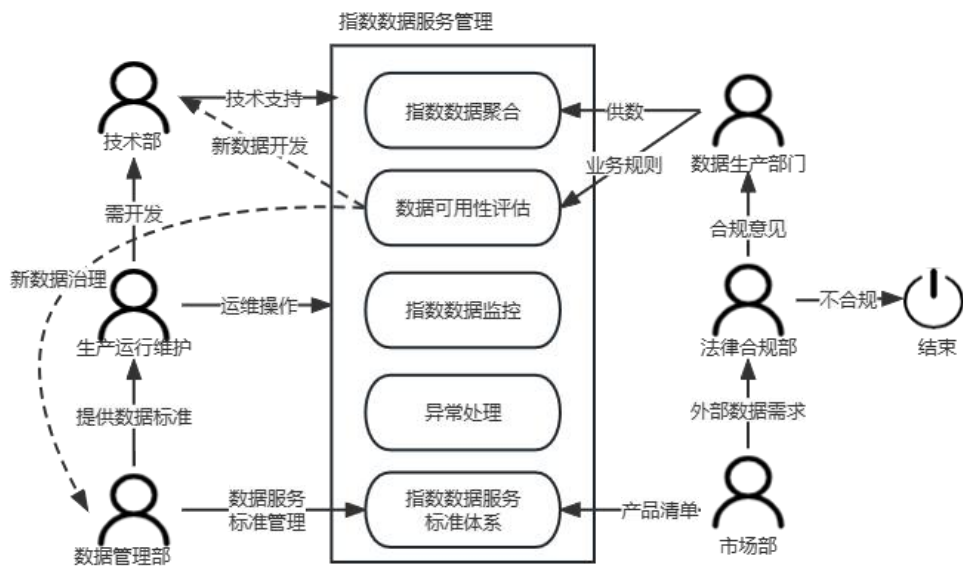 指数数据服务管理
技术部
技术支持
新数据开发
指数数据聚合
供数
业务规则
数据生产部门
需开发
数据可用性评估
合规意见
新数据治理
生产运行维护
运维操作
指数数据监控
法律合规部
不合规
结束
提供数据标准
异常处理
外部数据需求
数据管理部
数据服务
标准管理
指数数据服务
标准体系
产品清单
市场部